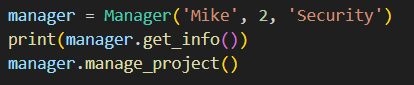 manager = Manager('Mike', 2, 'Security')
print(manager.get_info())
manager.manage_project()